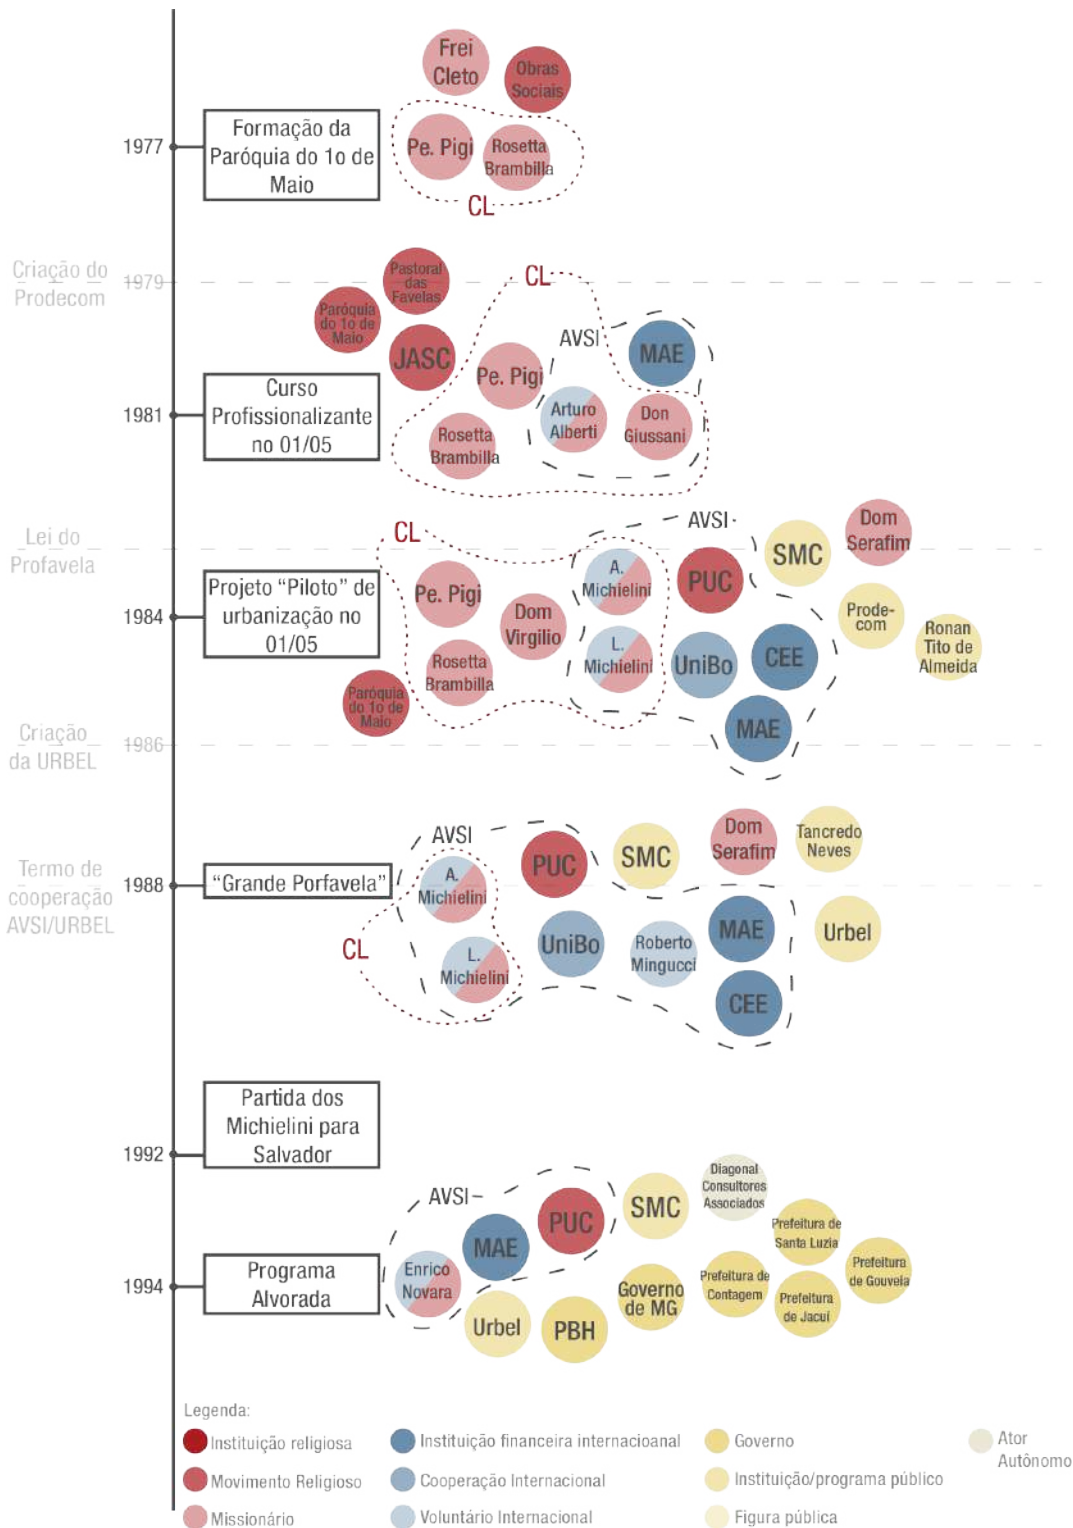 Frei
Cleto
Obras
Sociais
1977
Formação da
Paróquia do 1o de
Maio
Pe. Pigi
Rosetta
Brambilla
CL
Criação do
Prodecom
1979
Pastoral
das
Favelas
CL
Paróquia
do 1o de
Maio
JASC
AVSI
MAE
Pe. Pigi
1981
Curso
Profissionalizante
no 01/05
Arturo
Alberti
Don
Giussani
Rosetta
Brambilla
Lei do
Profavela
CL
AVSI
Dom
Serafim
SMC
1984
Projeto “Piloto” de
urbanização no
01/05
Pe. Pigi
A.
Michielini
PUC
Dom
Virgilio
Prode-
com
Ronan
Tito de
Almeida
Rosetta
Brambilla
L.
Michielini
UniBo
CEE
Paróquia
do 1o de
Maio
MAE
Criação
da URBEL
1986
AVSI
Dom
Serafim
Tancredo
Neves
Termo de
cooperação
AVSI/URBEL
1988
“Grande Porfavela”
A.
Michielini
PUC
SMC
CL
L.
Michielini
UniBo
Roberto
Mingucci
MAE
Urbel
CEE
1992
Partida dos
Michielini para
Salvador
AVSI
PUC
SMC
Diagonal
Consultores
Associados
MAE
Prefeitura de
Santa Luzia
1994
Programa
Alvorada
Enrico
Novara
Governo
de MG
Prefeitura de
Contagem
Prefeitura
de Gouvela
Urbel
PBH
Prefeitura
de Jacuí
Legenda:
Instituição religiosa
Instituição financeira internacioanal
Governo
Ator
Autônomo
Movimento Religioso
Cooperação Internacional
Instituição/programa público
Missionário
Voluntário Internacional
Figura pública